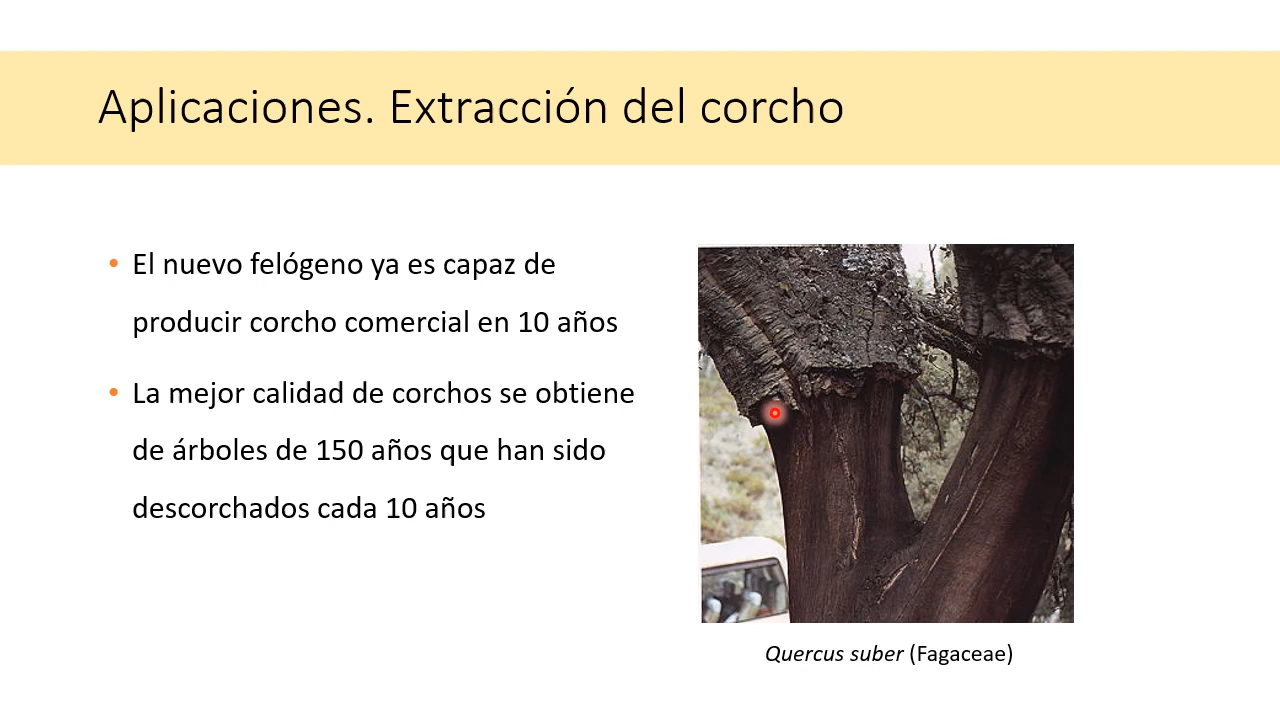 Aplicaciones. Extracción del corcho
• El nuevo felógeno ya es capaz de
producir corcho comercial en 10 años
• La mejor calidad de corchos se obtiene
de árboles de 150 años que han sido
descorchados cada 10 años
Quercus suber (Fagaceae)